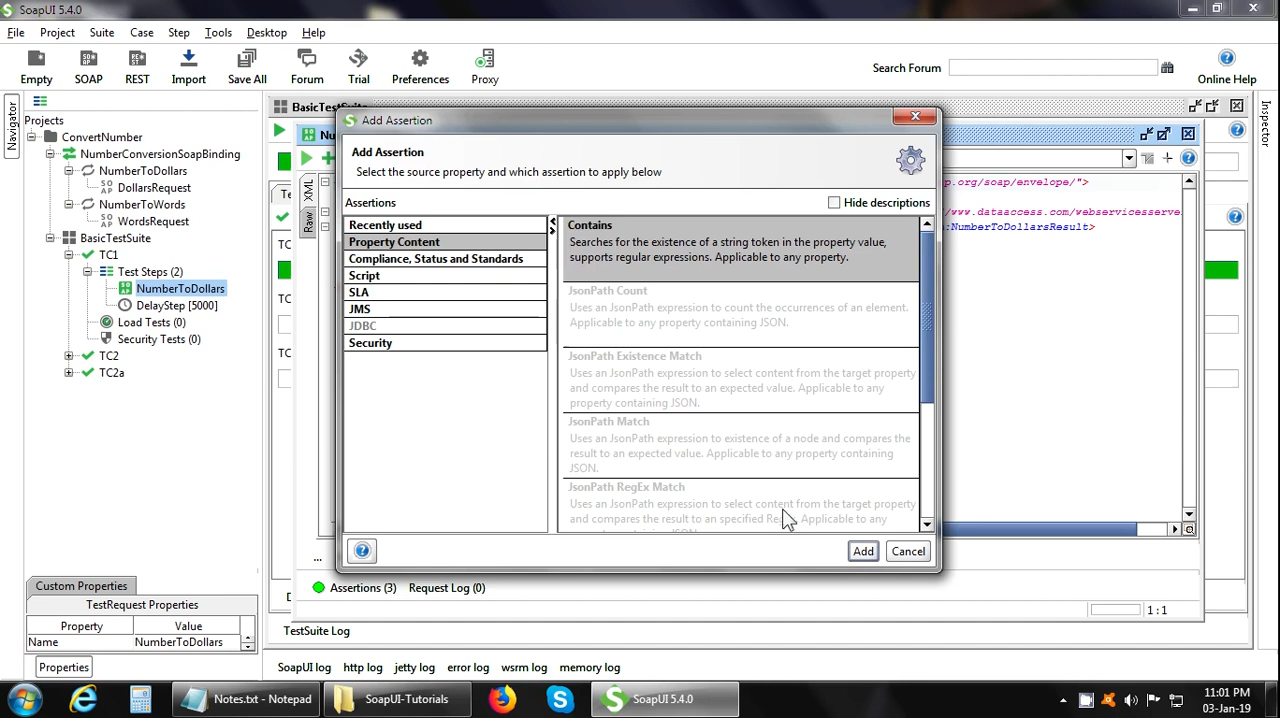 SoapUI 5.4.0
File Project Suite Case Step Tools Desktop Help
Empty SOAP REST Import Save All Forum Trial Preferences Proxy
Search Forum
Online Help
Navigator
Projects
ConvertNumber
NumberConversionSoapBinding
NumberToDollars
DollarsRequest
NumberToWords
WordsRequest
BasicTestSuite
TC1
Test Steps (2)
NumberToDollars
DelayStep [5000]
Load Tests (0)
Security Tests (0)
TC2
TC2a
Custom Properties
TestRequest Properties
Property Value
Name NumberToDollars
Properties
BasicTestSuite
Nu
XML
Raw
p.org/soap/envelope/">
/www.dataaccess.com/webservicesserve
:NumberToDollarsResult>
Add Assertion
Add Assertion
Select the source property and which assertion to apply below
Assertions
Hide descriptions
Recently used
Property Content
Compliance, Status and Standards
Script
SLA
JMS
JDBC
Security
Contains
Searches for the existence of a string token in the property value,
supports regular expressions. Applicable to any property.
JsonPath Count
Uses an JsonPath expression to count the occurrences of an element.
Applicable to any property containing JSON.
JsonPath Existence Match
Uses an JsonPath expression to select content from the target property
and compares the result to an expected value. Applicable to any
property containing JSON.
JsonPath Match
Uses an JsonPath expression to existence of a node and compares the
result to an expected value. Applicable to any property containing
JSON.
JsonPath RegEx Match
Uses an JsonPath expression to select content from the target property
and compares the result to an specified Applicable to any
Add Cancel
...
Assertions (3) Request Log (0)
1:1
TestSuite Log
SoapUI log http log jetty log error log wsrm log memory log
Inspector
Notes.txt - Notepad SoapUI-Tutorials SoapUI 5.4.0
11:01 PM
03-Jan-19